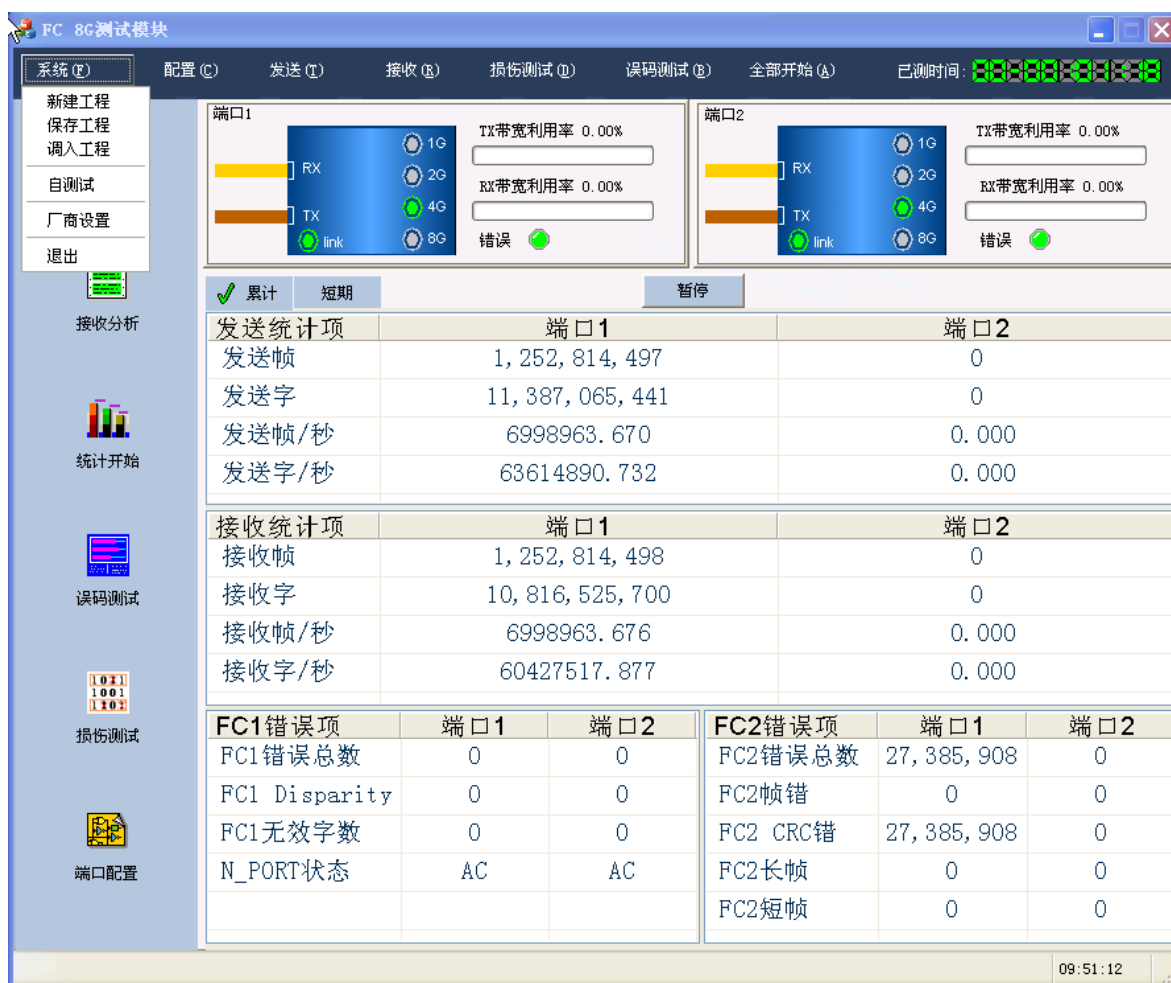 FC 8G测试模块
系统(F) 配置(C) 发送(T) 接收(R) 损伤测试(D) 误码测试(B) 全部开始(A) 已测时间:
新建工程
保存工程
调入工程
自测试
厂商设置
退出
接收分析
统计开始
误码测试
1011
1001
1101
损伤测试
端口配置
端口1
RX
TX
link
1G
2G
4G
8G
TX带宽利用率 0.00%
RX带宽利用率 0.00%
错误
端口2
RX
TX
link
1G
2G
4G
8G
TX带宽利用率 0.00%
RX带宽利用率 0.00%
错误
累计 短期 暂停
发送统计项 端口1 端口2
发送帧 1,252,814,497 0
发送字 11,387,065,441 0
发送帧/秒 6998963.670 0.000
发送字/秒 63614890.732 0.000
接收统计项 端口1 端口2
接收帧 1,252,814,498 0
接收字 10,816,525,700 0
接收帧/秒 6998963.676 0.000
接收字/秒 60427517.877 0.000
FC1错误项 端口1 端口2
FC1错误总数 0 0
FC1 Disparity 0 0
FC1无效字数 0 0
N_PORT状态 AC AC
FC2错误项 端口1 端口2
FC2错误总数 27,385,908 0
FC2帧错 0 0
FC2 CRC错 27,385,908 0
FC2长帧 0 0
FC2短帧 0 0
09:51:12